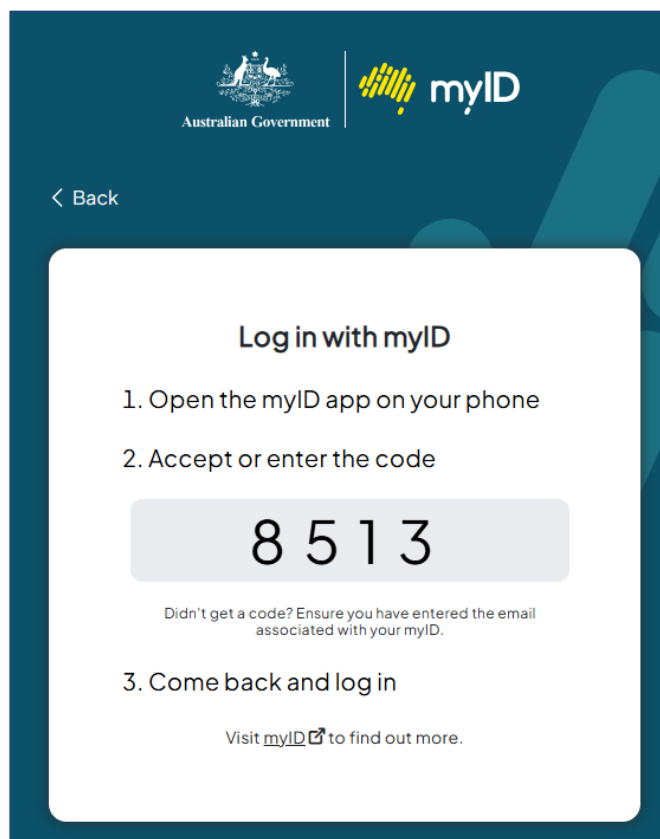 Australian Government
myID
Back
Log in with myID
1. Open the myID app on your phone
2. Accept or enter the code
8 5 1 3
Didn't get a code? Ensure you have entered the email
associated with your myID.
3. Come back and log in
Visit myID to find out more.